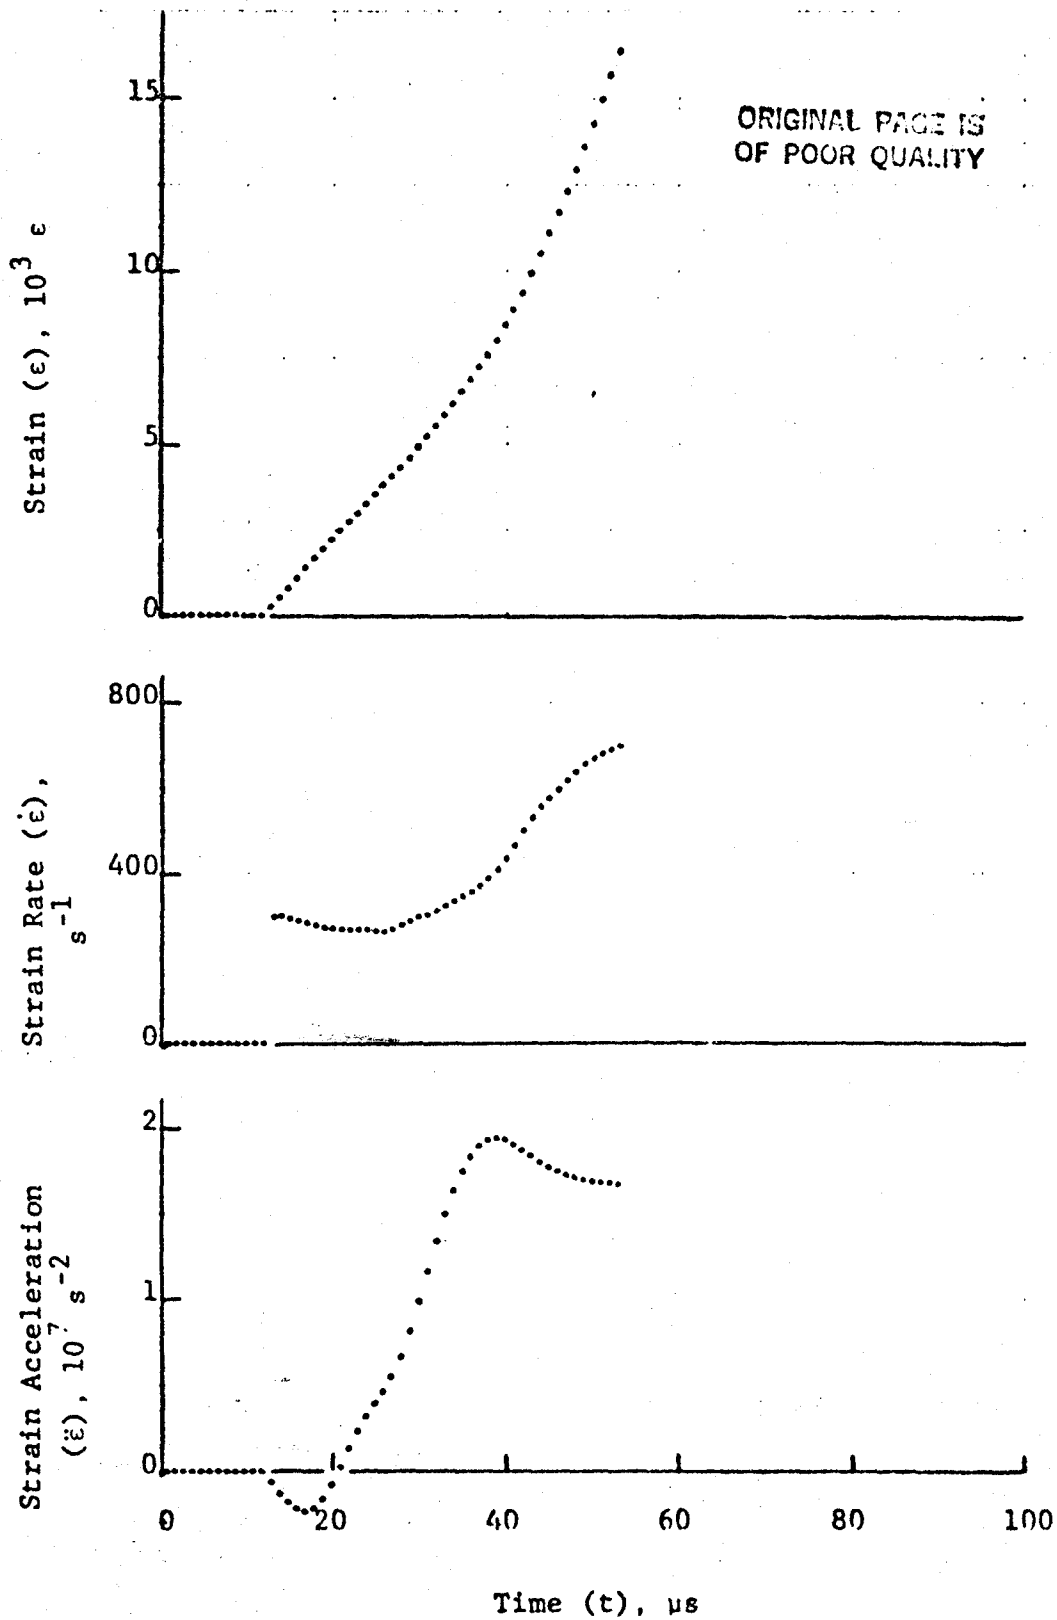 ORIGINAL PAGE IS
OF POOR QUALITY
15
10
5
0
Strain (ε), 10³ ε
800
400
0
Strain Rate (ε̇),
s⁻¹
2
1
0
Strain Acceleration
(ε̈), 10⁷ s⁻²
0 20 40 60 80 100
Time (t), μs